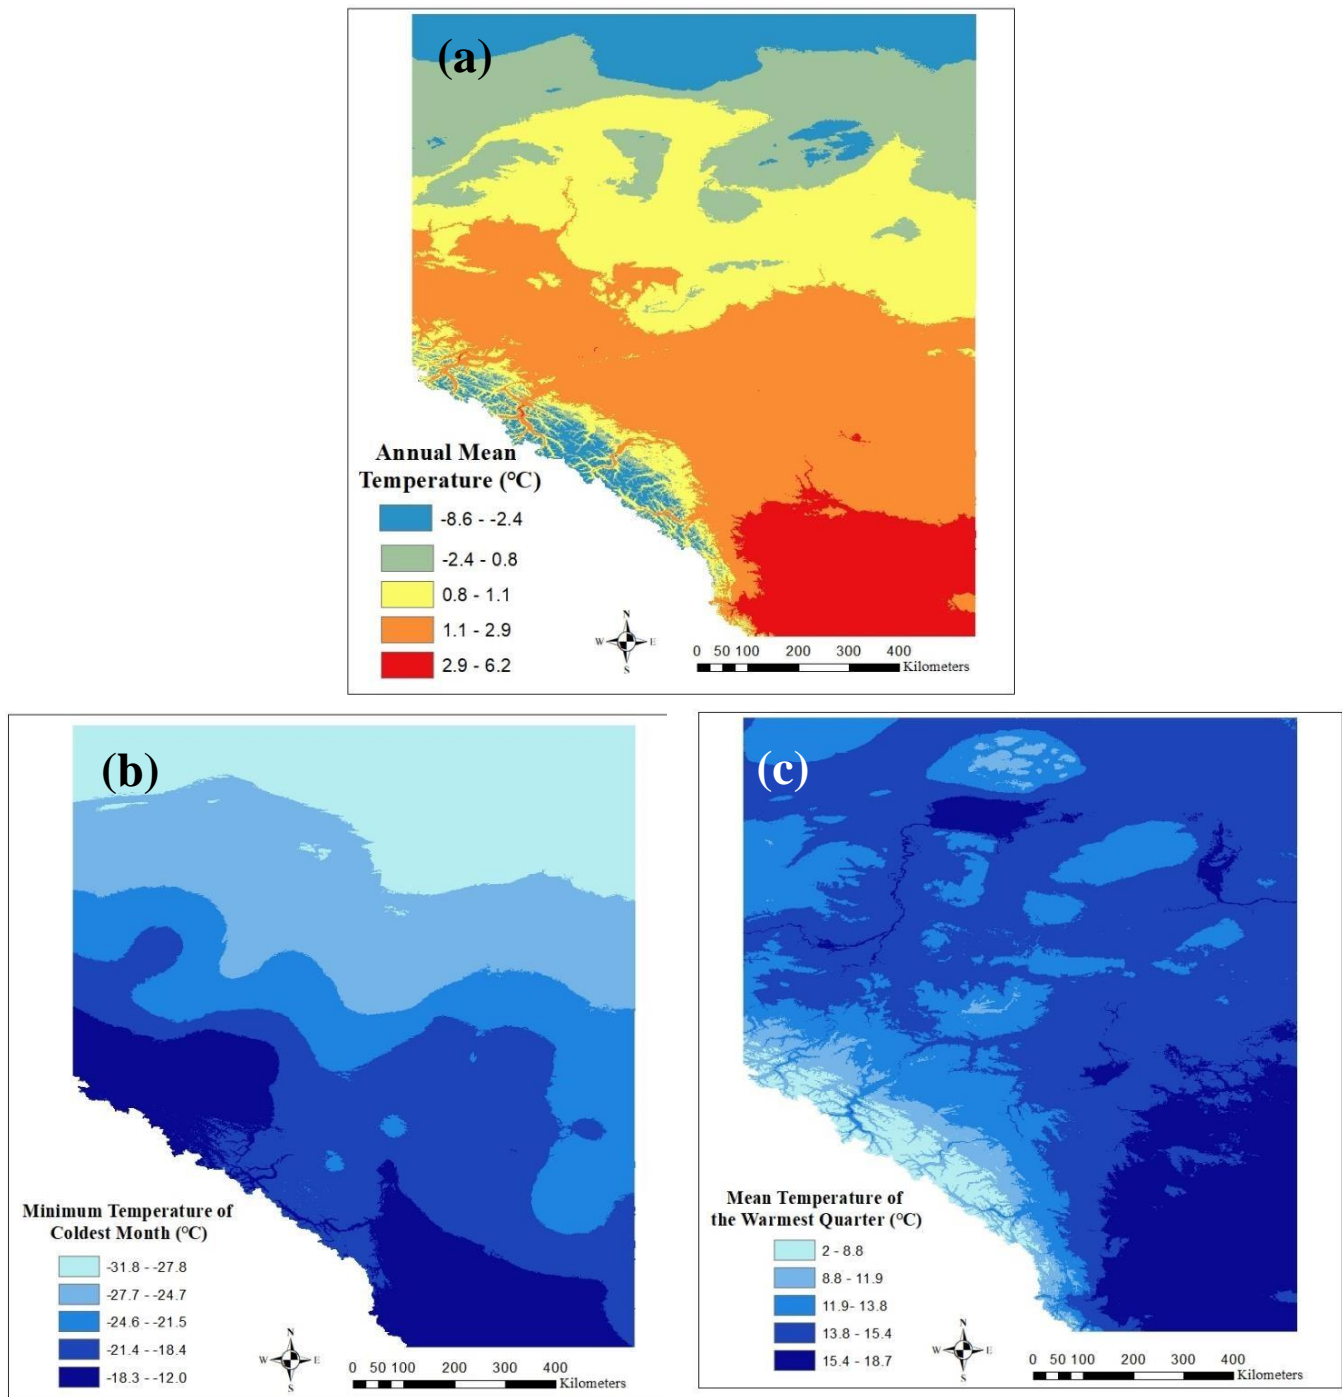 (a)
Annual Mean
Temperature (°C)
-8.6 - -2.4
-2.4 - 0.8
0.8 - 1.1
1.1 - 2.9
2.9 - 6.2
N
W E
S
0 50 100 200 300 400
Kilometers
(b)
Minimum Temperature of
Coldest Month (°C)
-31.8 - -27.8
-27.7 - -24.7
-24.6 - -21.5
-21.4 - -18.4
-18.3 - -12.0
N
W E
S
0 50 100 200 300 400
Kilometers
(c)
Mean Temperature of
the Warmest Quarter (°C)
2 - 8.8
8.8 - 11.9
11.9- 13.8
13.8 - 15.4
15.4 - 18.7
N
W E
S
0 50 100 200 300 400
Kilometers